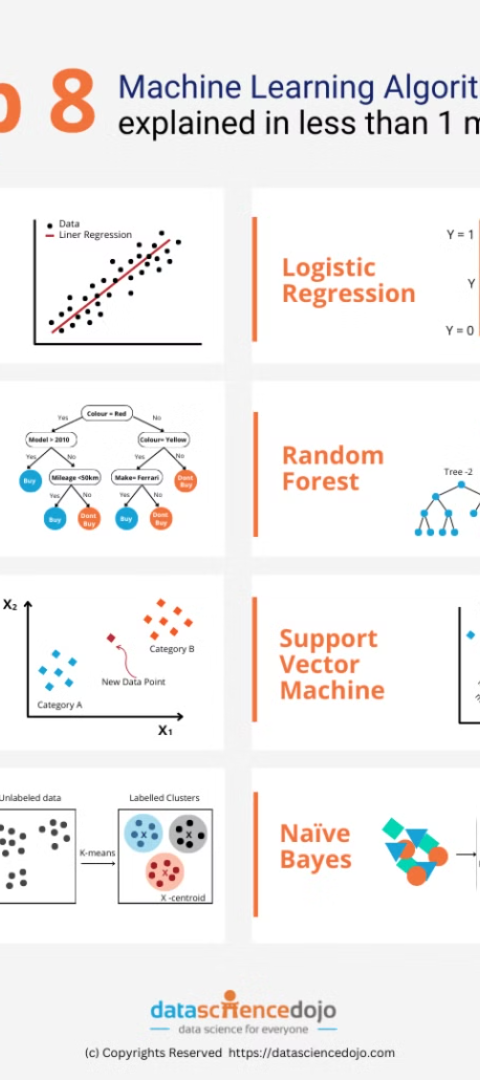 p 8
Machine Learning Algorit
explained in less than 1 m
Data
Liner Regression
Logistic
Regression
Y = 1
Y
Y = 0
Colour = Red
Yes
No
Model > 2010
Colour= Yellow
Yes
No
Yes
No
Buy
Mileage <50km
Make= Ferrari
Dont
Buy
Yes
No
Yes
No
Buy
Dont
Buy
Buy
Dont
Buy
Random
Forest
Tree -2
X₂
Category B
New Data Point
Category A
X₁
Support
Vector
Machine
Unlabeled data
Labelled Clusters
K-means
X
X
X
X -centroid
Naïve
Bayes
datasciencedojo
data science for everyone
(c) Copyrights Reserved https://datasciencedojo.com